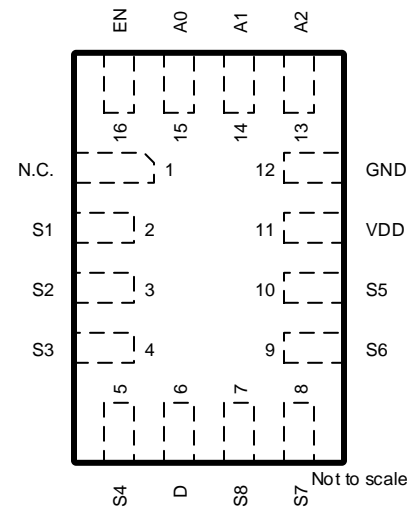 EN A0 A1 A2
16 15 14 13
N.C. 1 12 GND
S1 2 11 VDD
S2 3 10 S5
S3 4 9 S6
5 6 7 8
Not to scale
S4 D S8 S7